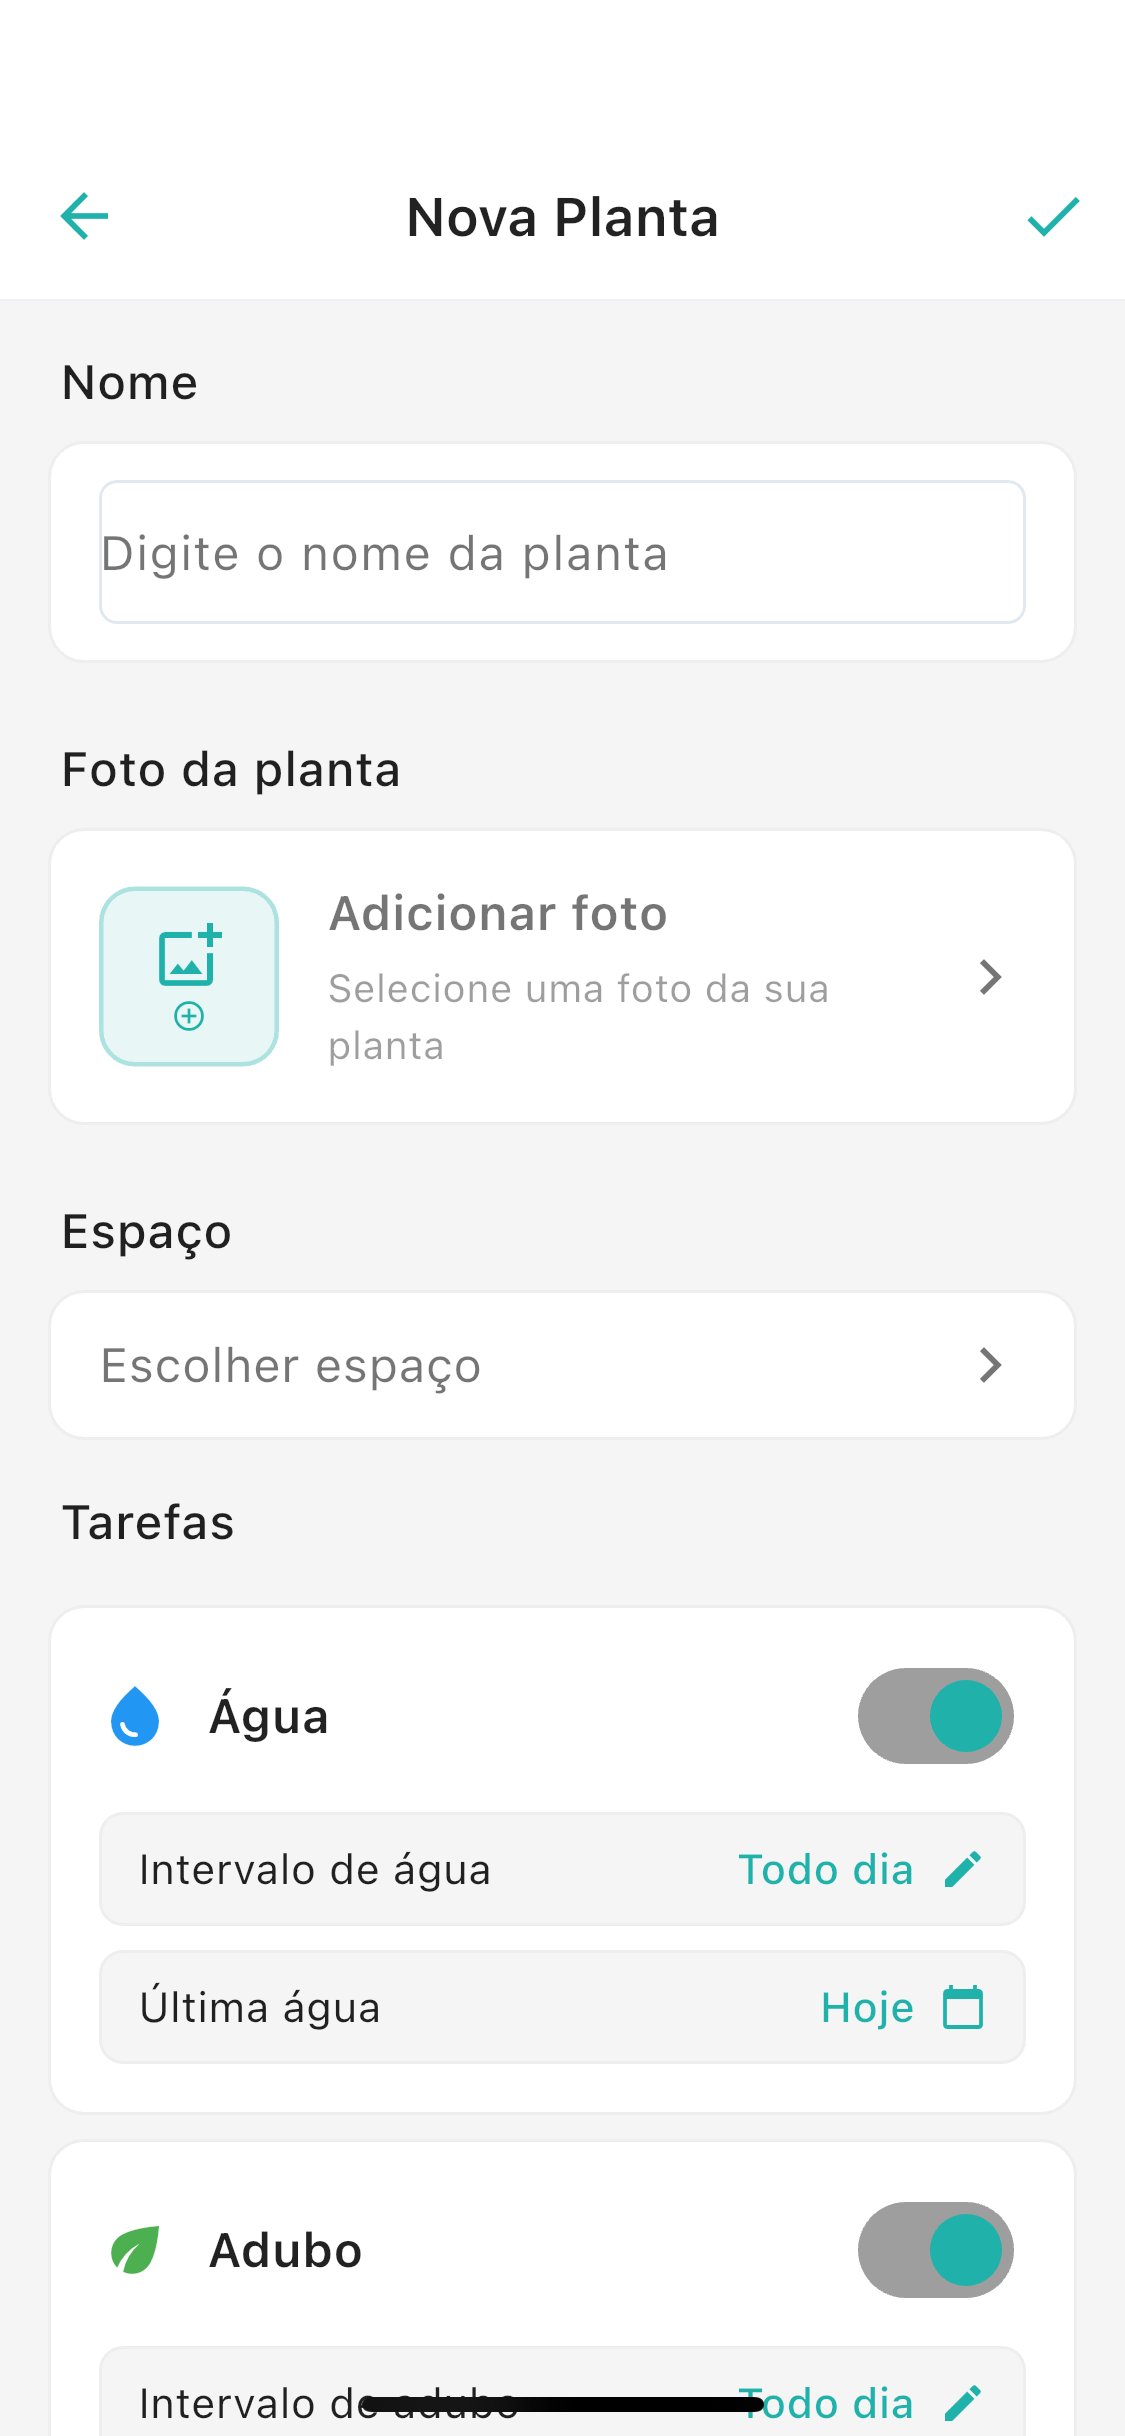 Nova Planta
Nome
Digite o nome da planta
Foto da planta
Adicionar foto
Selecione uma foto da sua
planta
Espaço
Escolher espaço
Tarefas
Água
Intervalo de água Todo dia
Última água Hoje
Adubo
Intervalo de adubo Todo dia